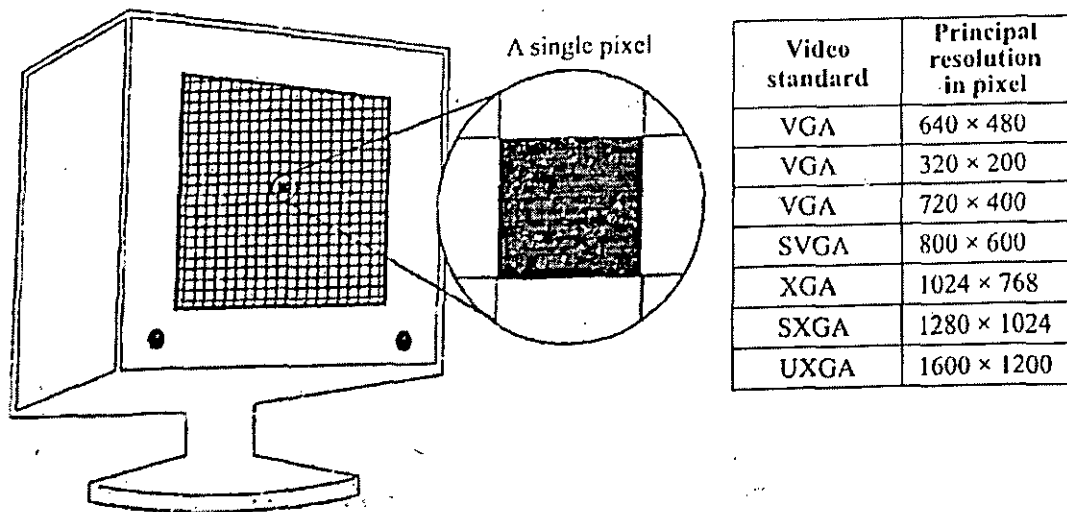 A single pixel
Video standard | Principal resolution in pixel
VGA | 640 × 480
VGA | 320 × 200
VGA | 720 × 400
SVGA | 800 × 600
XGA | 1024 × 768
SXGA | 1280 × 1024
UXGA | 1600 × 1200